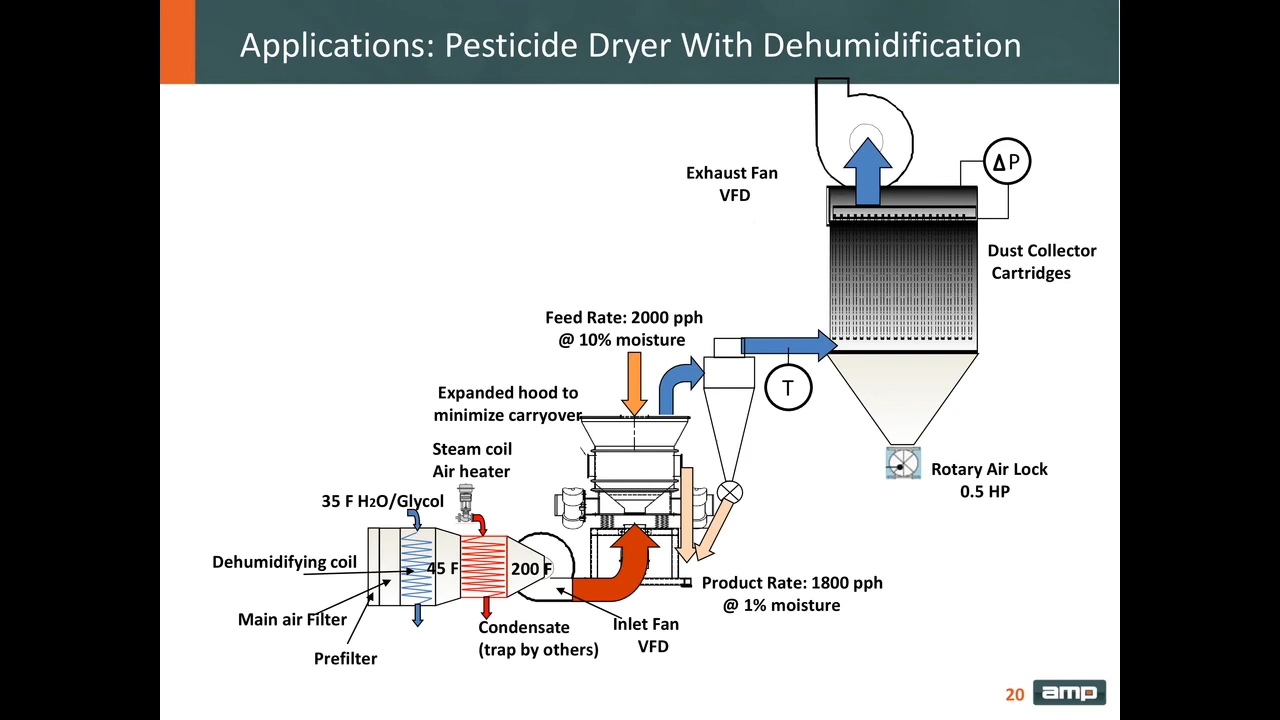 Applications: Pesticide Dryer With Dehumidification
Exhaust Fan
VFD
ΔP
Dust Collector
Cartridges
Feed Rate: 2000 pph
@ 10% moisture
T
Expanded hood to
minimize carryover
Steam coil
Air heater
Rotary Air Lock
0.5 HP
35 F H2O/Glycol
Dehumidifying coil
45 F
200 F
Product Rate: 1800 pph
@ 1% moisture
Main air Filter
Condensate
(trap by others)
Inlet Fan
VFD
Prefilter
20
amp